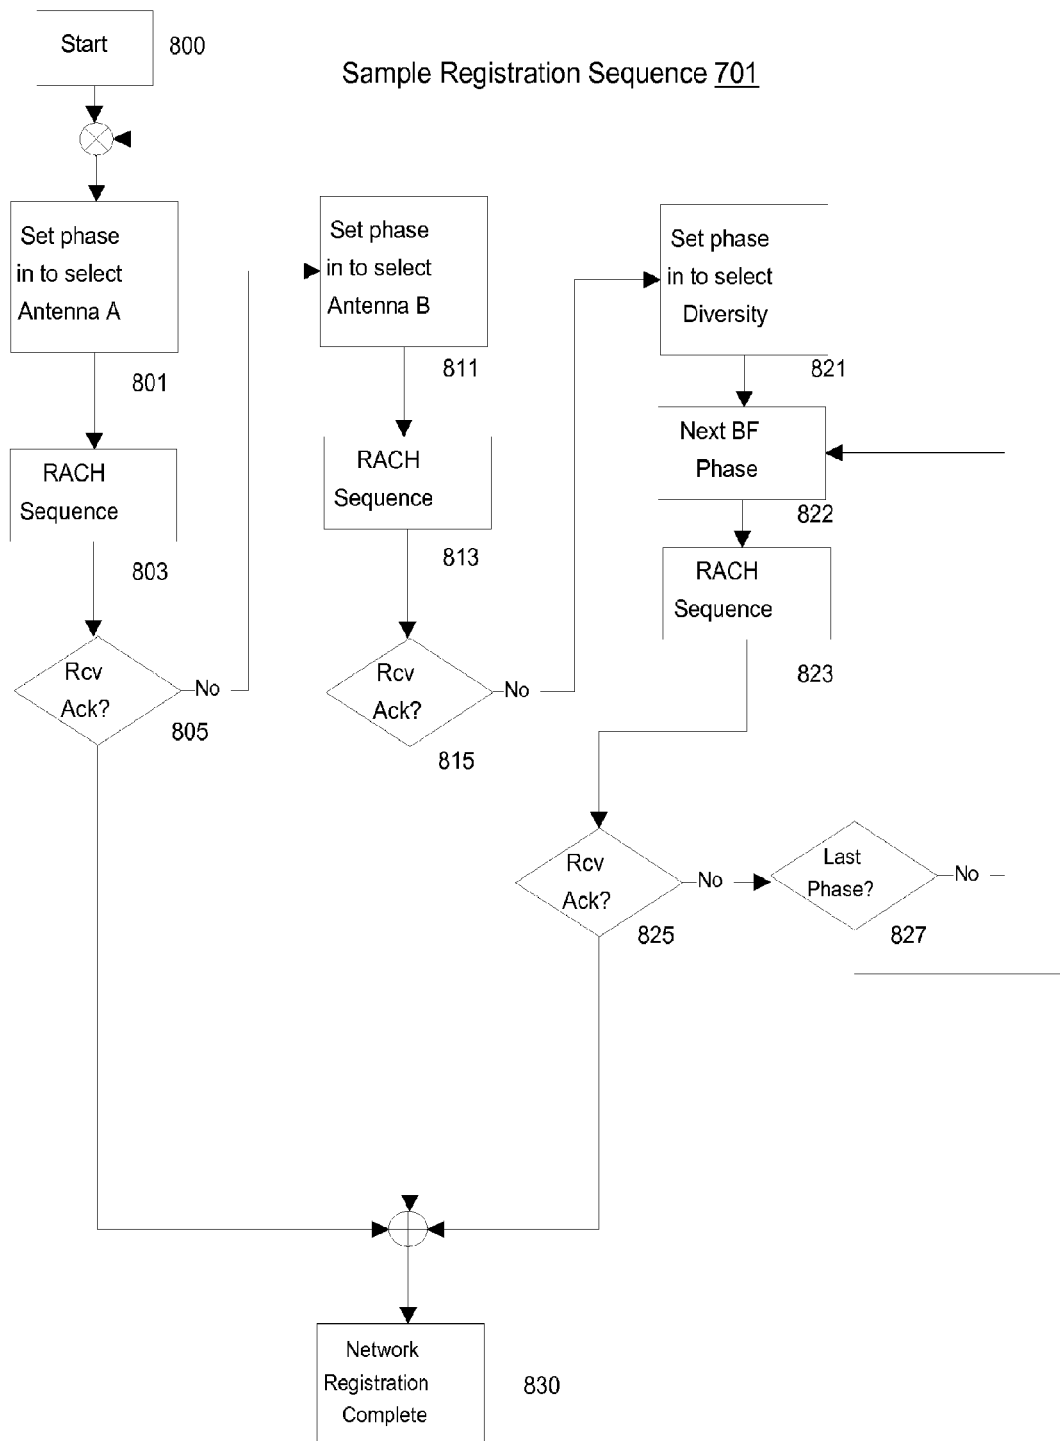 Start
800
Sample Registration Sequence 701
Set phase
in to select
Antenna A
801
RACH
Sequence
803
Rcv
Ack?
No
805
Set phase
in to select
Antenna B
811
RACH
Sequence
813
Rcv
Ack?
No
815
Set phase
in to select
Diversity
821
Next BF
Phase
822
RACH
Sequence
823
Rcv
Ack?
No
825
Last
Phase?
No
827
Network
Registration
Complete
830